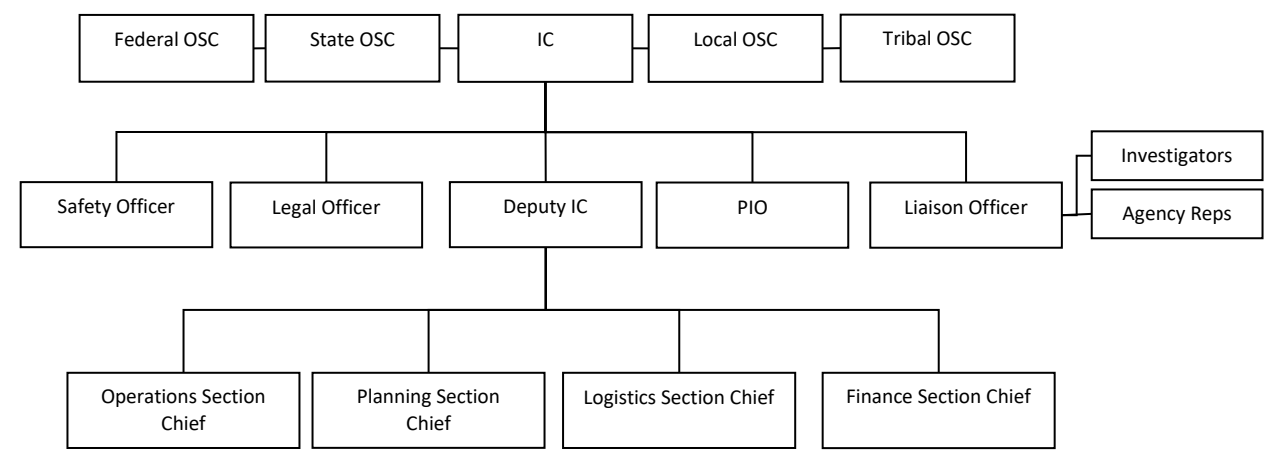 Federal OSC
State OSC
IC
Local OSC
Tribal OSC
Investigators
Safety Officer
Legal Officer
Deputy IC
PIO
Liaison Officer
Agency Reps
Operations Section
Chief
Planning Section
Chief
Logistics Section Chief
Finance Section Chief